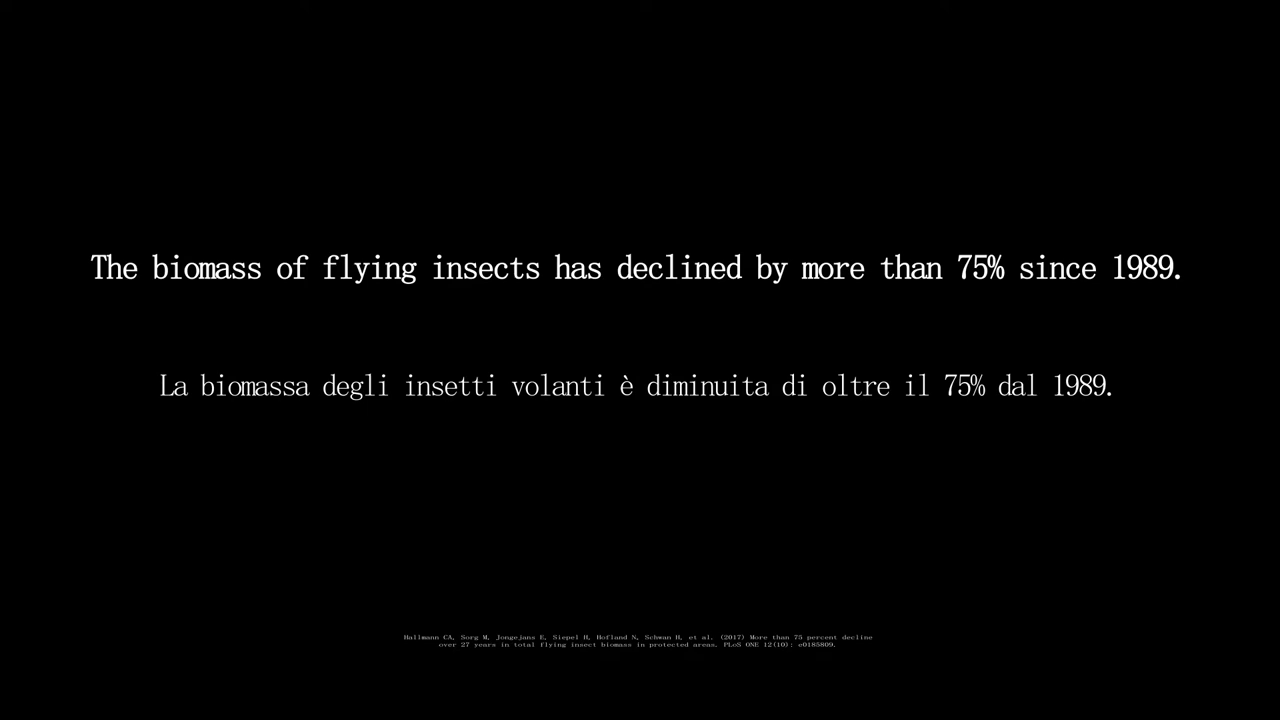 The biomass of flying insects has declined by more than 75% since 1989.
La biomassa degli insetti volanti è diminuita di oltre il 75% dal 1989.
Hallmann CA, Sorg M, Jongejans E, Siepel H, Hofland N, Schwan H, et al. (2017) More than 75 percent decline
over 27 years in total flying insect biomass in protected areas. PLoS ONE 12(10): e0185809.